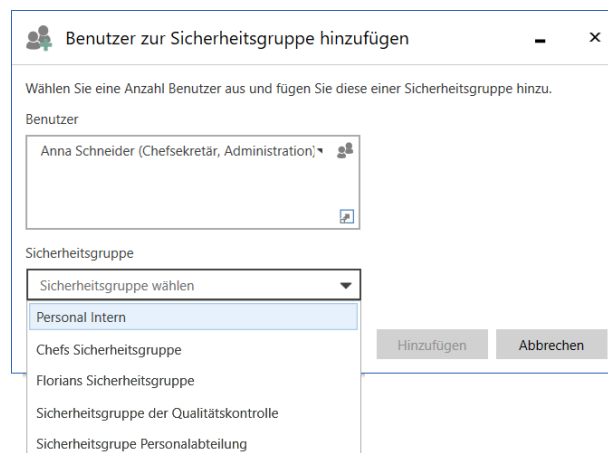 Benutzer zur Sicherheitsgruppe hinzufügen
Wählen Sie eine Anzahl Benutzer aus und fügen Sie diese einer Sicherheitsgruppe hinzu.
Benutzer
Anna Schneider (Chefsekretär, Administration)
Sicherheitsgruppe
Sicherheitsgruppe wählen
Personal Intern
Chefs Sicherheitsgruppe
Florians Sicherheitsgruppe
Sicherheitsgruppe der Qualitätskontrolle
Sicherheitsgrupe Personalabteilung
Hinzufügen Abbrechen